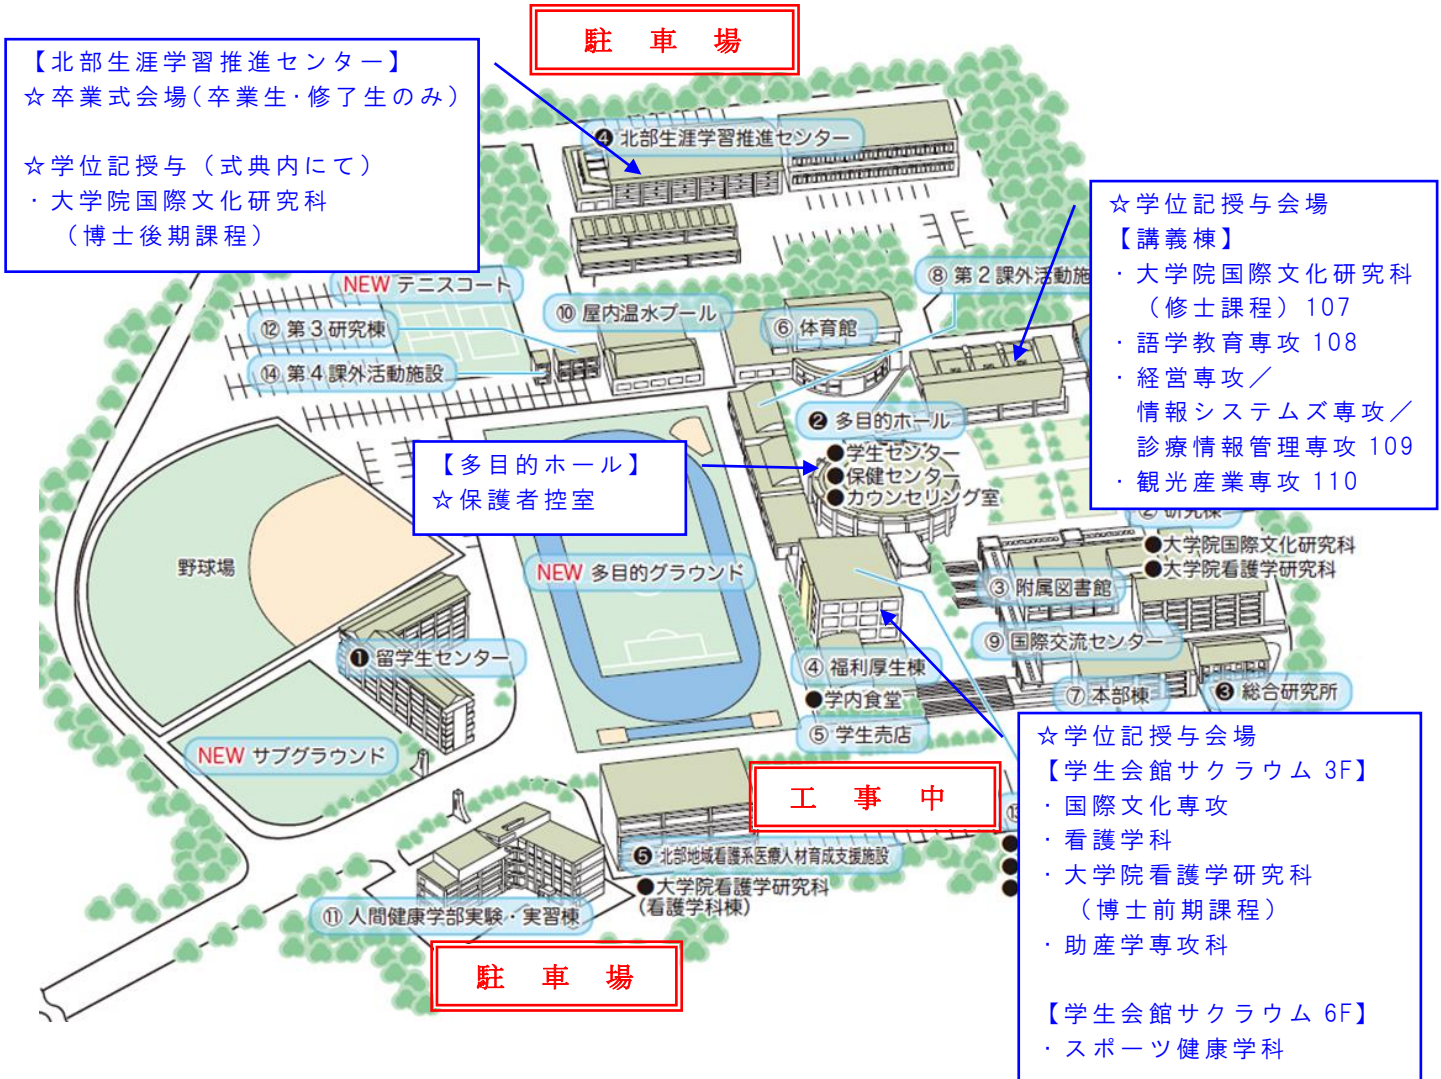 駐車場
【北部生涯学習推進センター】
☆卒業式会場(卒業生・修了生のみ)
☆学位記授与(式典内にて)
・大学院国際文化研究科
(博士後期課程)
❹ 北部生涯学習推進センター
☆学位記授与会場
【講義棟】
・大学院国際文化研究科
(修士課程)107
・語学教育専攻 108
・経営専攻/
情報システムズ専攻/
診療情報管理専攻 109
・観光産業専攻 110
⑧ 第2課外活動施
NEW テニスコート
⑩ 屋内温水プール
⑥ 体育館
⑫ 第3研究棟
⑭ 第4課外活動施設
❷ 多目的ホール
●学生センター
●保健センター
●カウンセリング室
【多目的ホール】
☆保護者控室
② 研究棟
●大学院国際文化研究科
●大学院看護学研究科
野球場
NEW 多目的グラウンド
③ 附属図書館
⑨ 国際交流センター
❶ 留学生センター
④ 福利厚生棟
●学内食堂
⑤ 学生売店
⑦ 本部棟
❸ 総合研究所
NEW サブグラウンド
工事中
☆学位記授与会場
【学生会館サクラウム 3F】
・国際文化専攻
・看護学科
・大学院看護学研究科
(博士前期課程)
・助産学専攻科
【学生会館サクラウム 6F】
・スポーツ健康学科
❺ 北部地域看護系医療人材育成支援施設
●大学院看護学研究科
(看護学科棟)
⑪ 人間健康学部実験・実習棟
駐車場